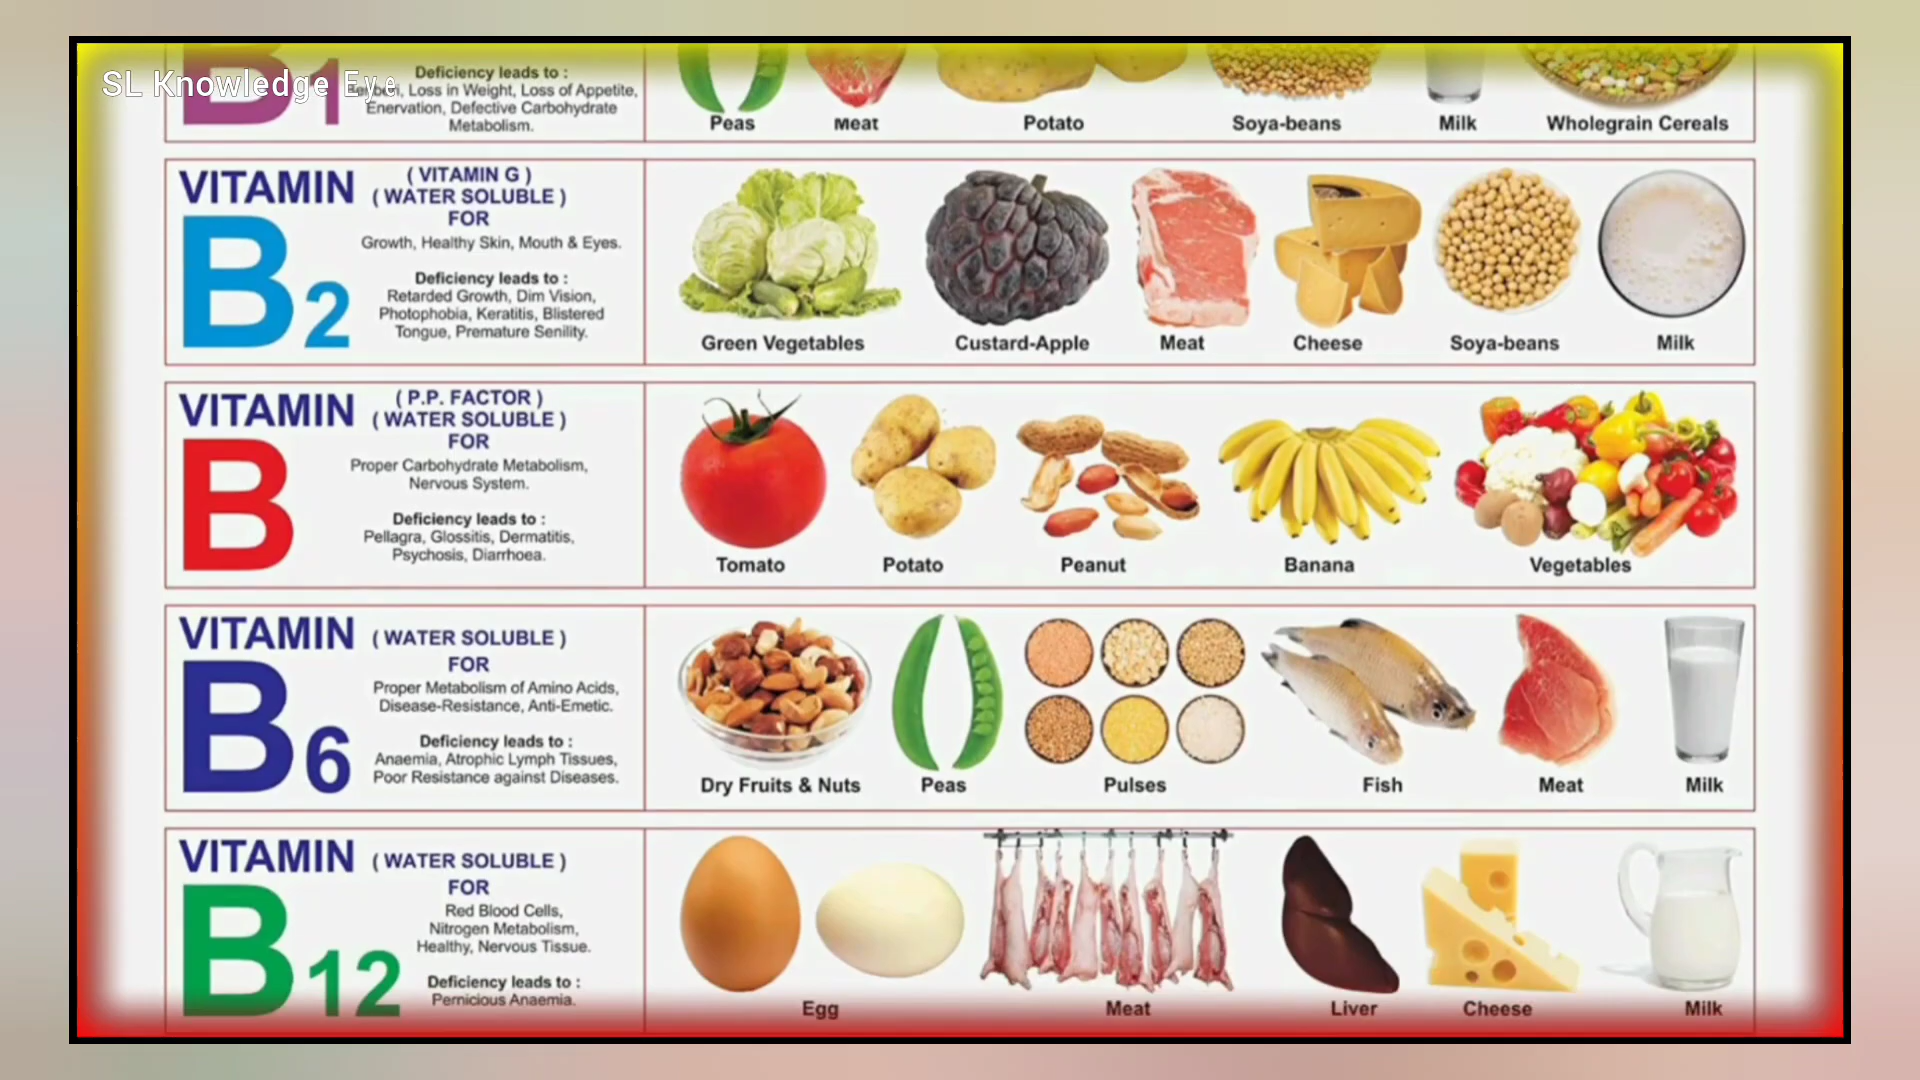 SL Knowledge Eye
B1
Deficiency leads to :
Loss in Weight, Loss of Appetite,
Enervation, Defective Carbohydrate
Metabolism.
Peas
Meat
Potato
Soya-beans
Milk
Wholegrain Cereals
VITAMIN
B2
( VITAMIN G )
( WATER SOLUBLE )
FOR
Growth, Healthy Skin, Mouth & Eyes.
Deficiency leads to :
Retarded Growth, Dim Vision,
Photophobia, Keratitis, Blistered
Tongue, Premature Senility.
Green Vegetables
Custard-Apple
Meat
Cheese
Soya-beans
Milk
VITAMIN
B
( P.P. FACTOR )
( WATER SOLUBLE )
FOR
Proper Carbohydrate Metabolism,
Nervous System.
Deficiency leads to :
Pellagra, Glossitis, Dermatitis,
Psychosis, Diarrhoea.
Tomato
Potato
Peanut
Banana
Vegetables
VITAMIN
B6
( WATER SOLUBLE )
FOR
Proper Metabolism of Amino Acids,
Disease-Resistance, Anti-Emetic.
Deficiency leads to :
Anaemia, Atrophic Lymph Tissues,
Poor Resistance against Diseases.
Dry Fruits & Nuts
Peas
Pulses
Fish
Meat
Milk
VITAMIN
B12
( WATER SOLUBLE )
FOR
Red Blood Cells,
Nitrogen Metabolism,
Healthy, Nervous Tissue.
Deficiency leads to :
Pernicious Anaemia.
Egg
Meat
Liver
Cheese
Milk